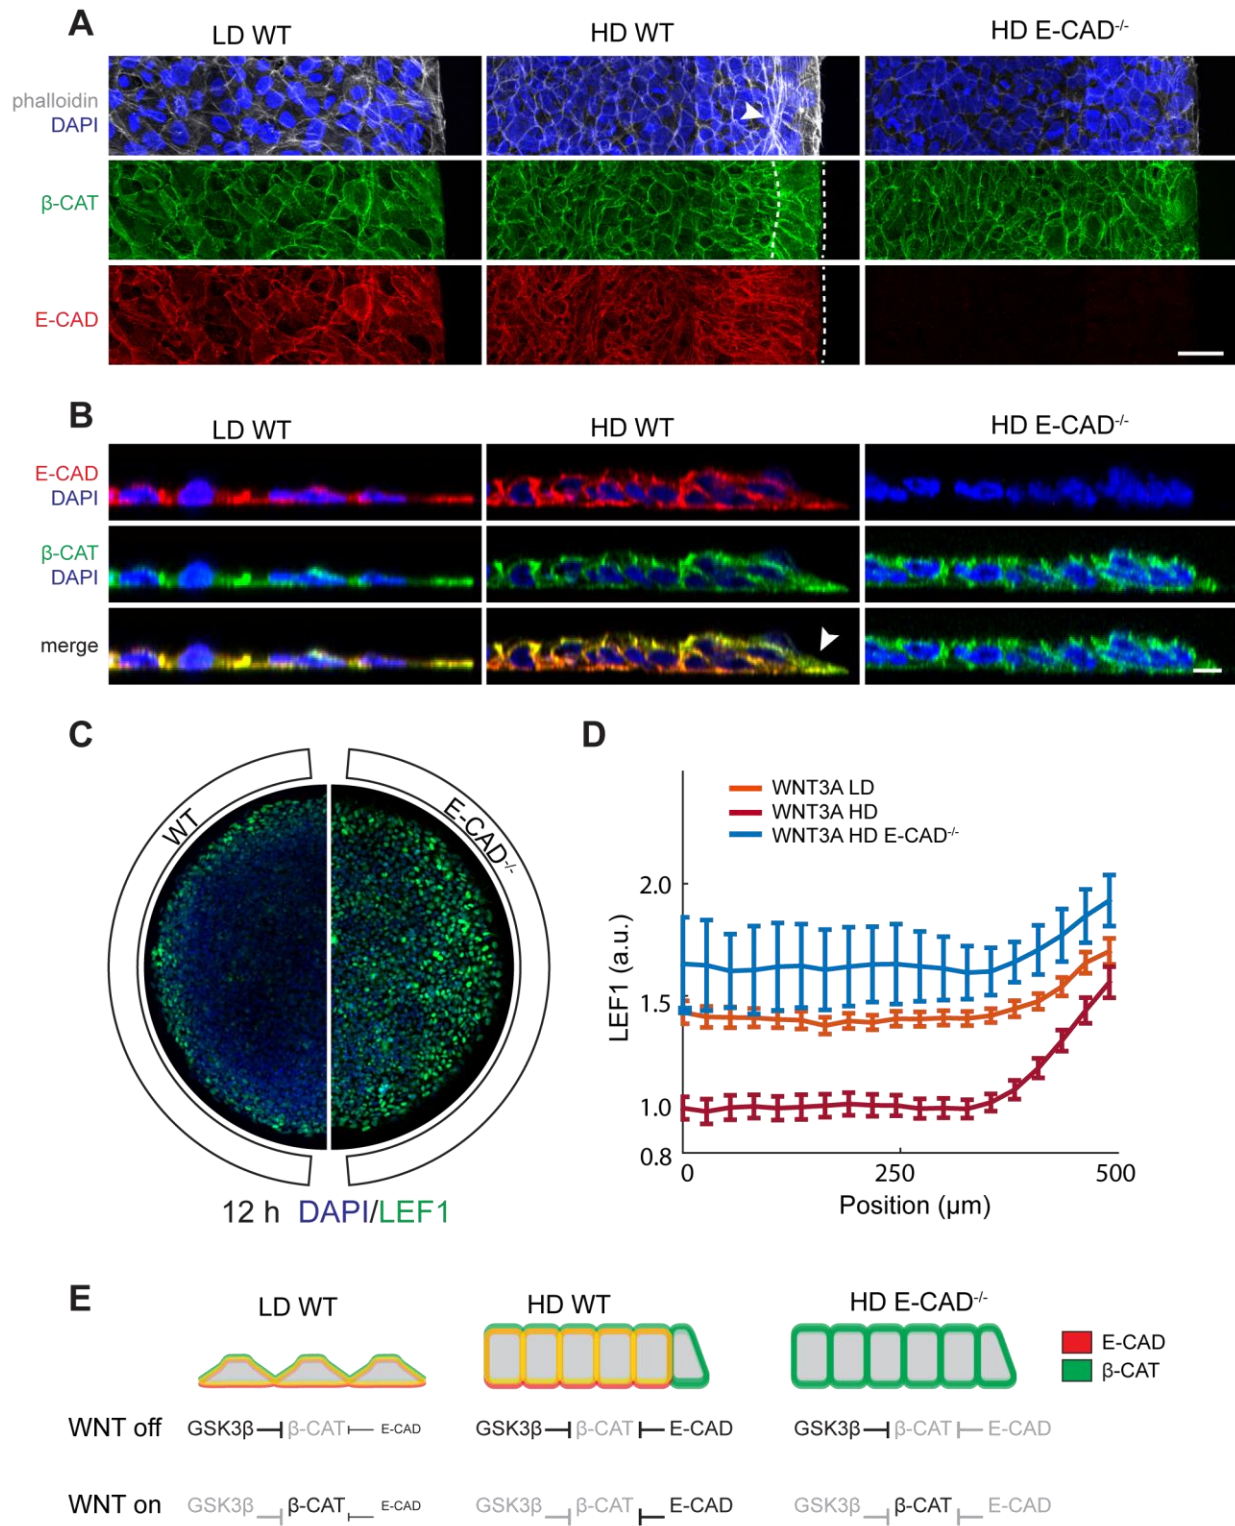 A
LD WT
HD WT
HD E-CAD-/-
phalloidin
DAPI
β-CAT
E-CAD
B
LD WT
HD WT
HD E-CAD-/-
E-CAD
DAPI
β-CAT
DAPI
merge
C
WT
E-CAD-/-
12 h DAPI/LEF1
D
WNT3A LD
WNT3A HD
WNT3A HD E-CAD-/-
LEF1 (a.u.)
2.0
1.5
1.0
0.8
0 250 500
Position (µm)
E
LD WT
HD WT
HD E-CAD-/-
E-CAD
β-CAT
WNT off GSK3β β-CAT E-CAD GSK3β β-CAT E-CAD GSK3β β-CAT E-CAD
WNT on GSK3β β-CAT E-CAD GSK3β β-CAT E-CAD GSK3β β-CAT E-CAD